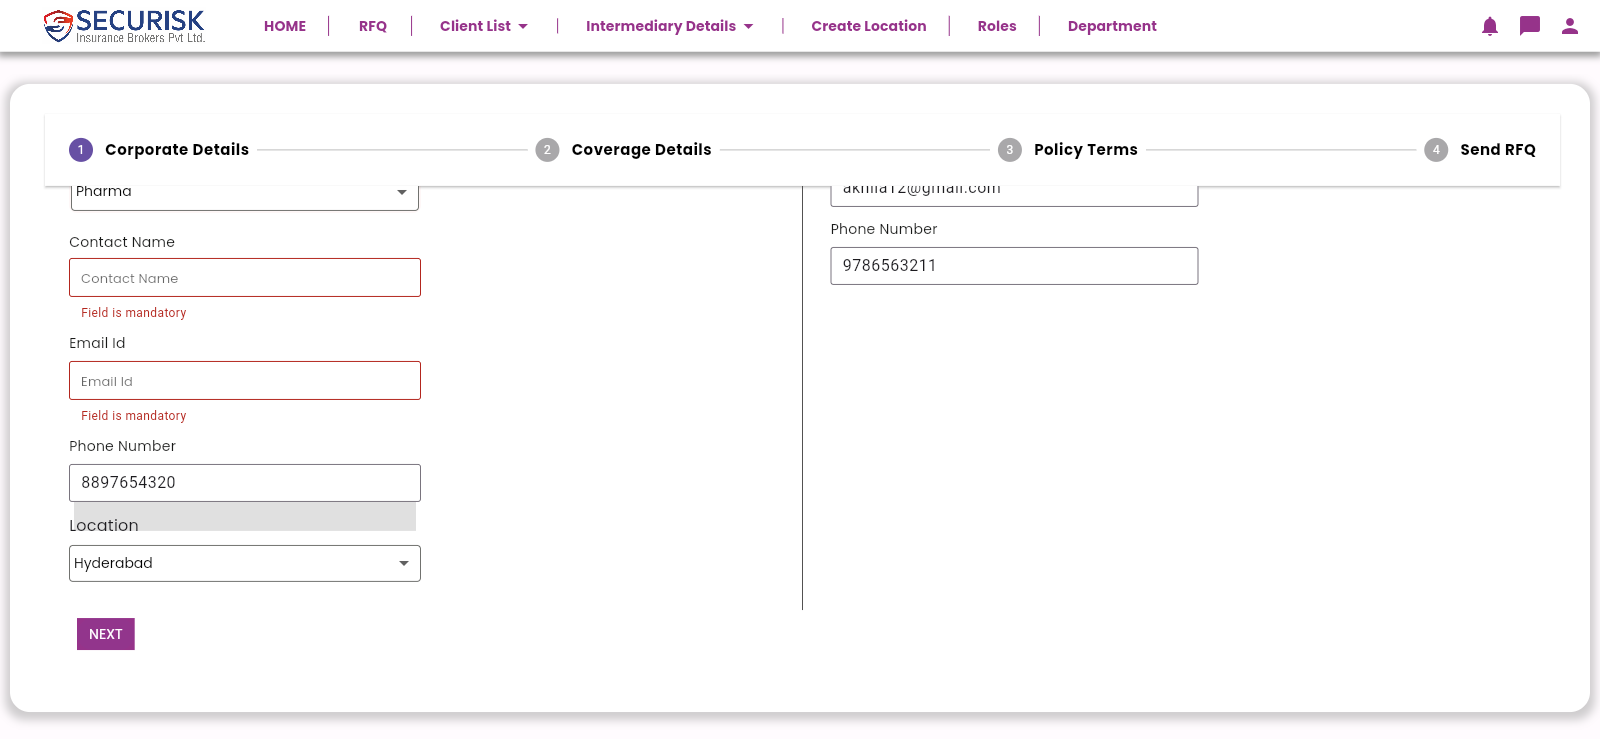 SECURISK
Insurance Brokers Pvt Ltd.
HOME
RFQ
Client List
Intermediary Details
Create Location
Roles
Department
1 Corporate Details
2 Coverage Details
3 Policy Terms
4 Send RFQ
Pharma
Contact Name
Contact Name
Field is mandatory
Email Id
Email Id
Field is mandatory
Phone Number
8897654320
Location
Hyderabad
NEXT
akhila12@gmail.com
Phone Number
9786563211